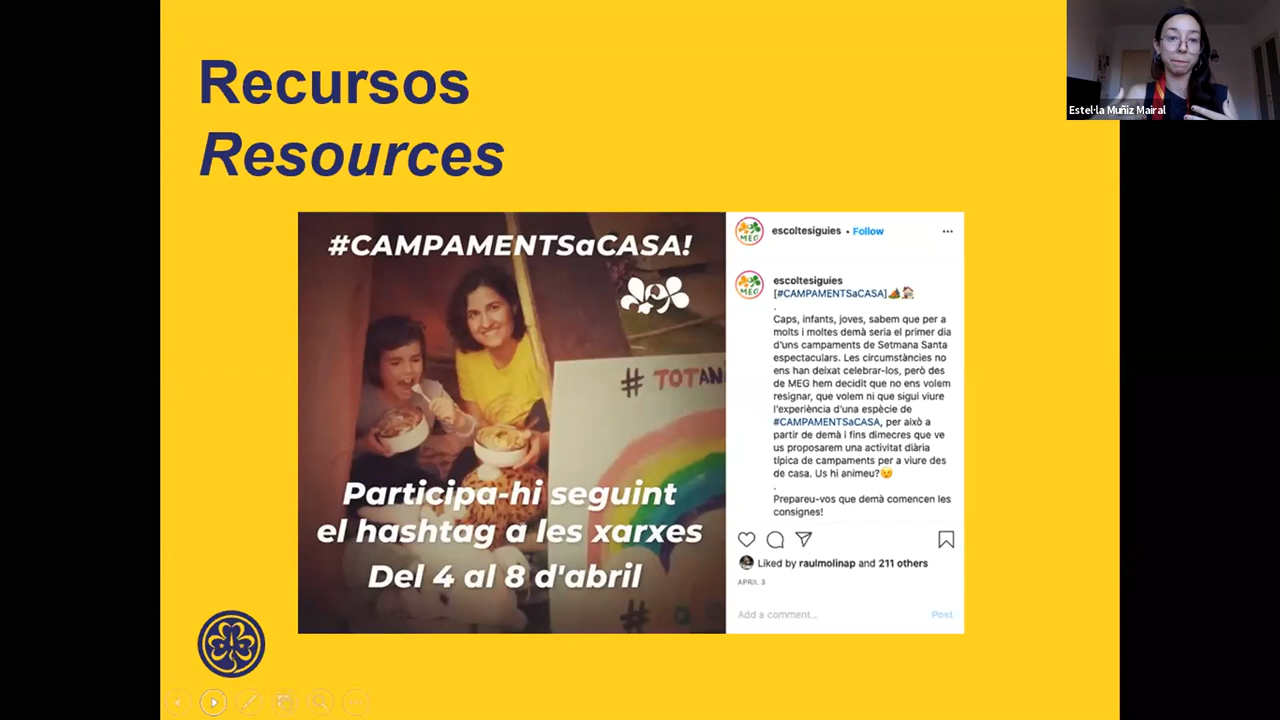 Recursos
Resources
Estel·la Muñiz Mairal
#CAMPAMENTSaCASA!
# TOTAN
#
Participa-hi seguint
el hashtag a les xarxes
Del 4 al 8 d'abril
MEG
escoltesiguies • Follow
MEG
escoltesiguies
[#CAMPAMENTSaCASA]🏕️🏠
.
Caps, infants, joves, sabem que per a
molts i moltes demà seria el primer dia
d'uns campaments de Setmana Santa
espectaculars. Les circumstàncies no
ens han deixat celebrar-los, però des
de MEG hem decidit que no ens volem
resignar, que volem ni que sigui viure
l'experiència d'una espècie de
#CAMPAMENTSaCASA, per això a
partir de demà i fins dimecres que ve
us proposarem una activitat diària
típica de campaments per a viure des
de casa. Us hi animeu?😉
.
Prepareu-vos que demà comencen les
consignes!
Liked by raulmolinap and 211 others
APRIL 3
Add a comment...
Post